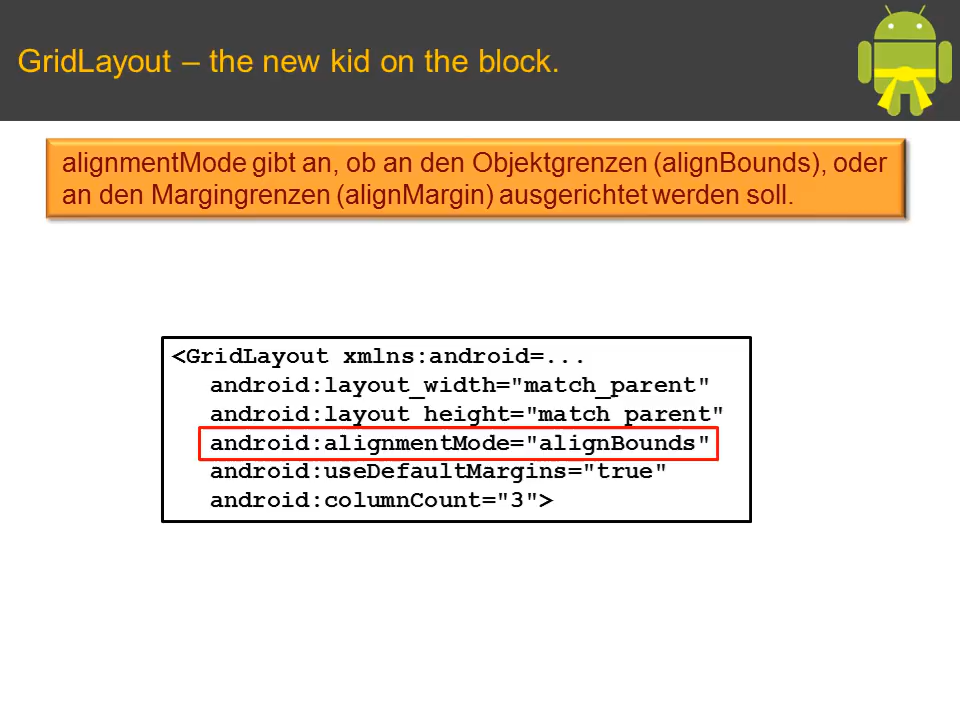 GridLayout – the new kid on the block.
alignmentMode gibt an, ob an den Objektgrenzen (alignBounds), oder
an den Margingrenzen (alignMargin) ausgerichtet werden soll.
<GridLayout xmlns:android=...
android:layout_width="match_parent"
android:layout_height="match_parent"
android:alignmentMode="alignBounds"
android:useDefaultMargins="true"
android:columnCount="3">